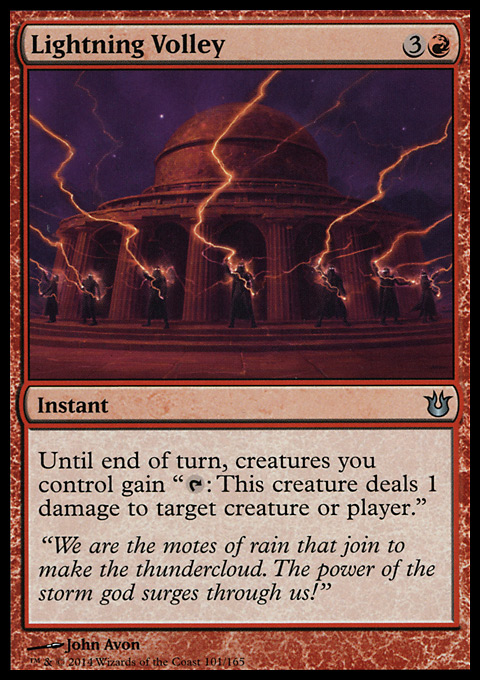 Lightning Volley 3
Instant
Until end of turn, creatures you
control gain “: This creature deals 1
damage to target creature or player.”
“We are the motes of rain that join to
make the thundercloud. The power of the
storm god surges through us!”
John Avon
™ & © 2014 Wizards of the Coast 101/165